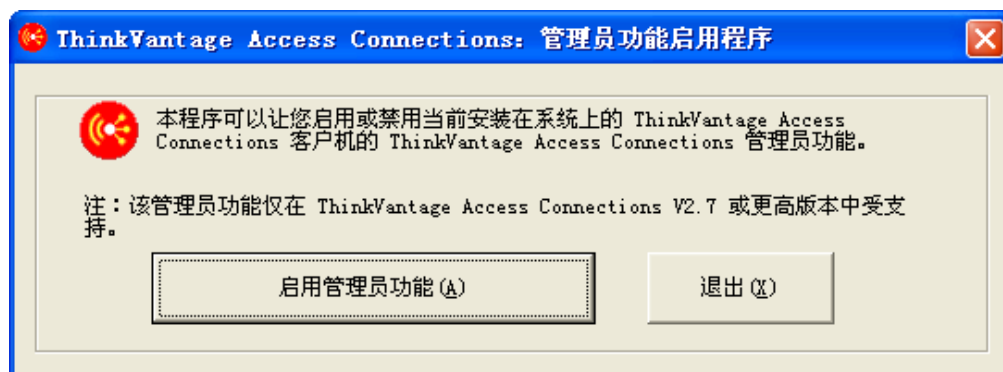 ThinkVantage Access Connections: 管理员功能启用程序
本程序可以让您启用或禁用当前安装在系统上的 ThinkVantage Access
Connections 客户机的 ThinkVantage Access Connections 管理员功能。
注：该管理员功能仅在 ThinkVantage Access Connections V2.7 或更高版本中受支
持。
启用管理员功能(A)
退出(X)